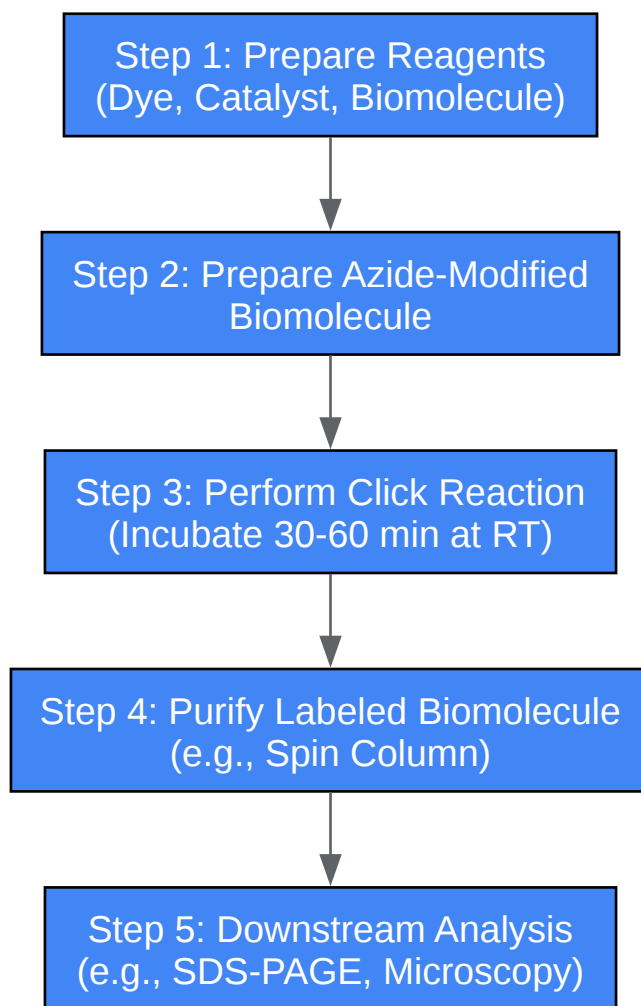 Step 1: Prepare Reagents
(Dye, Catalyst, Biomolecule)
Step 2: Prepare Azide-Modified
Biomolecule
Step 3: Perform Click Reaction
(Incubate 30-60 min at RT)
Step 4: Purify Labeled Biomolecule
(e.g., Spin Column)
Step 5: Downstream Analysis
(e.g., SDS-PAGE, Microscopy)